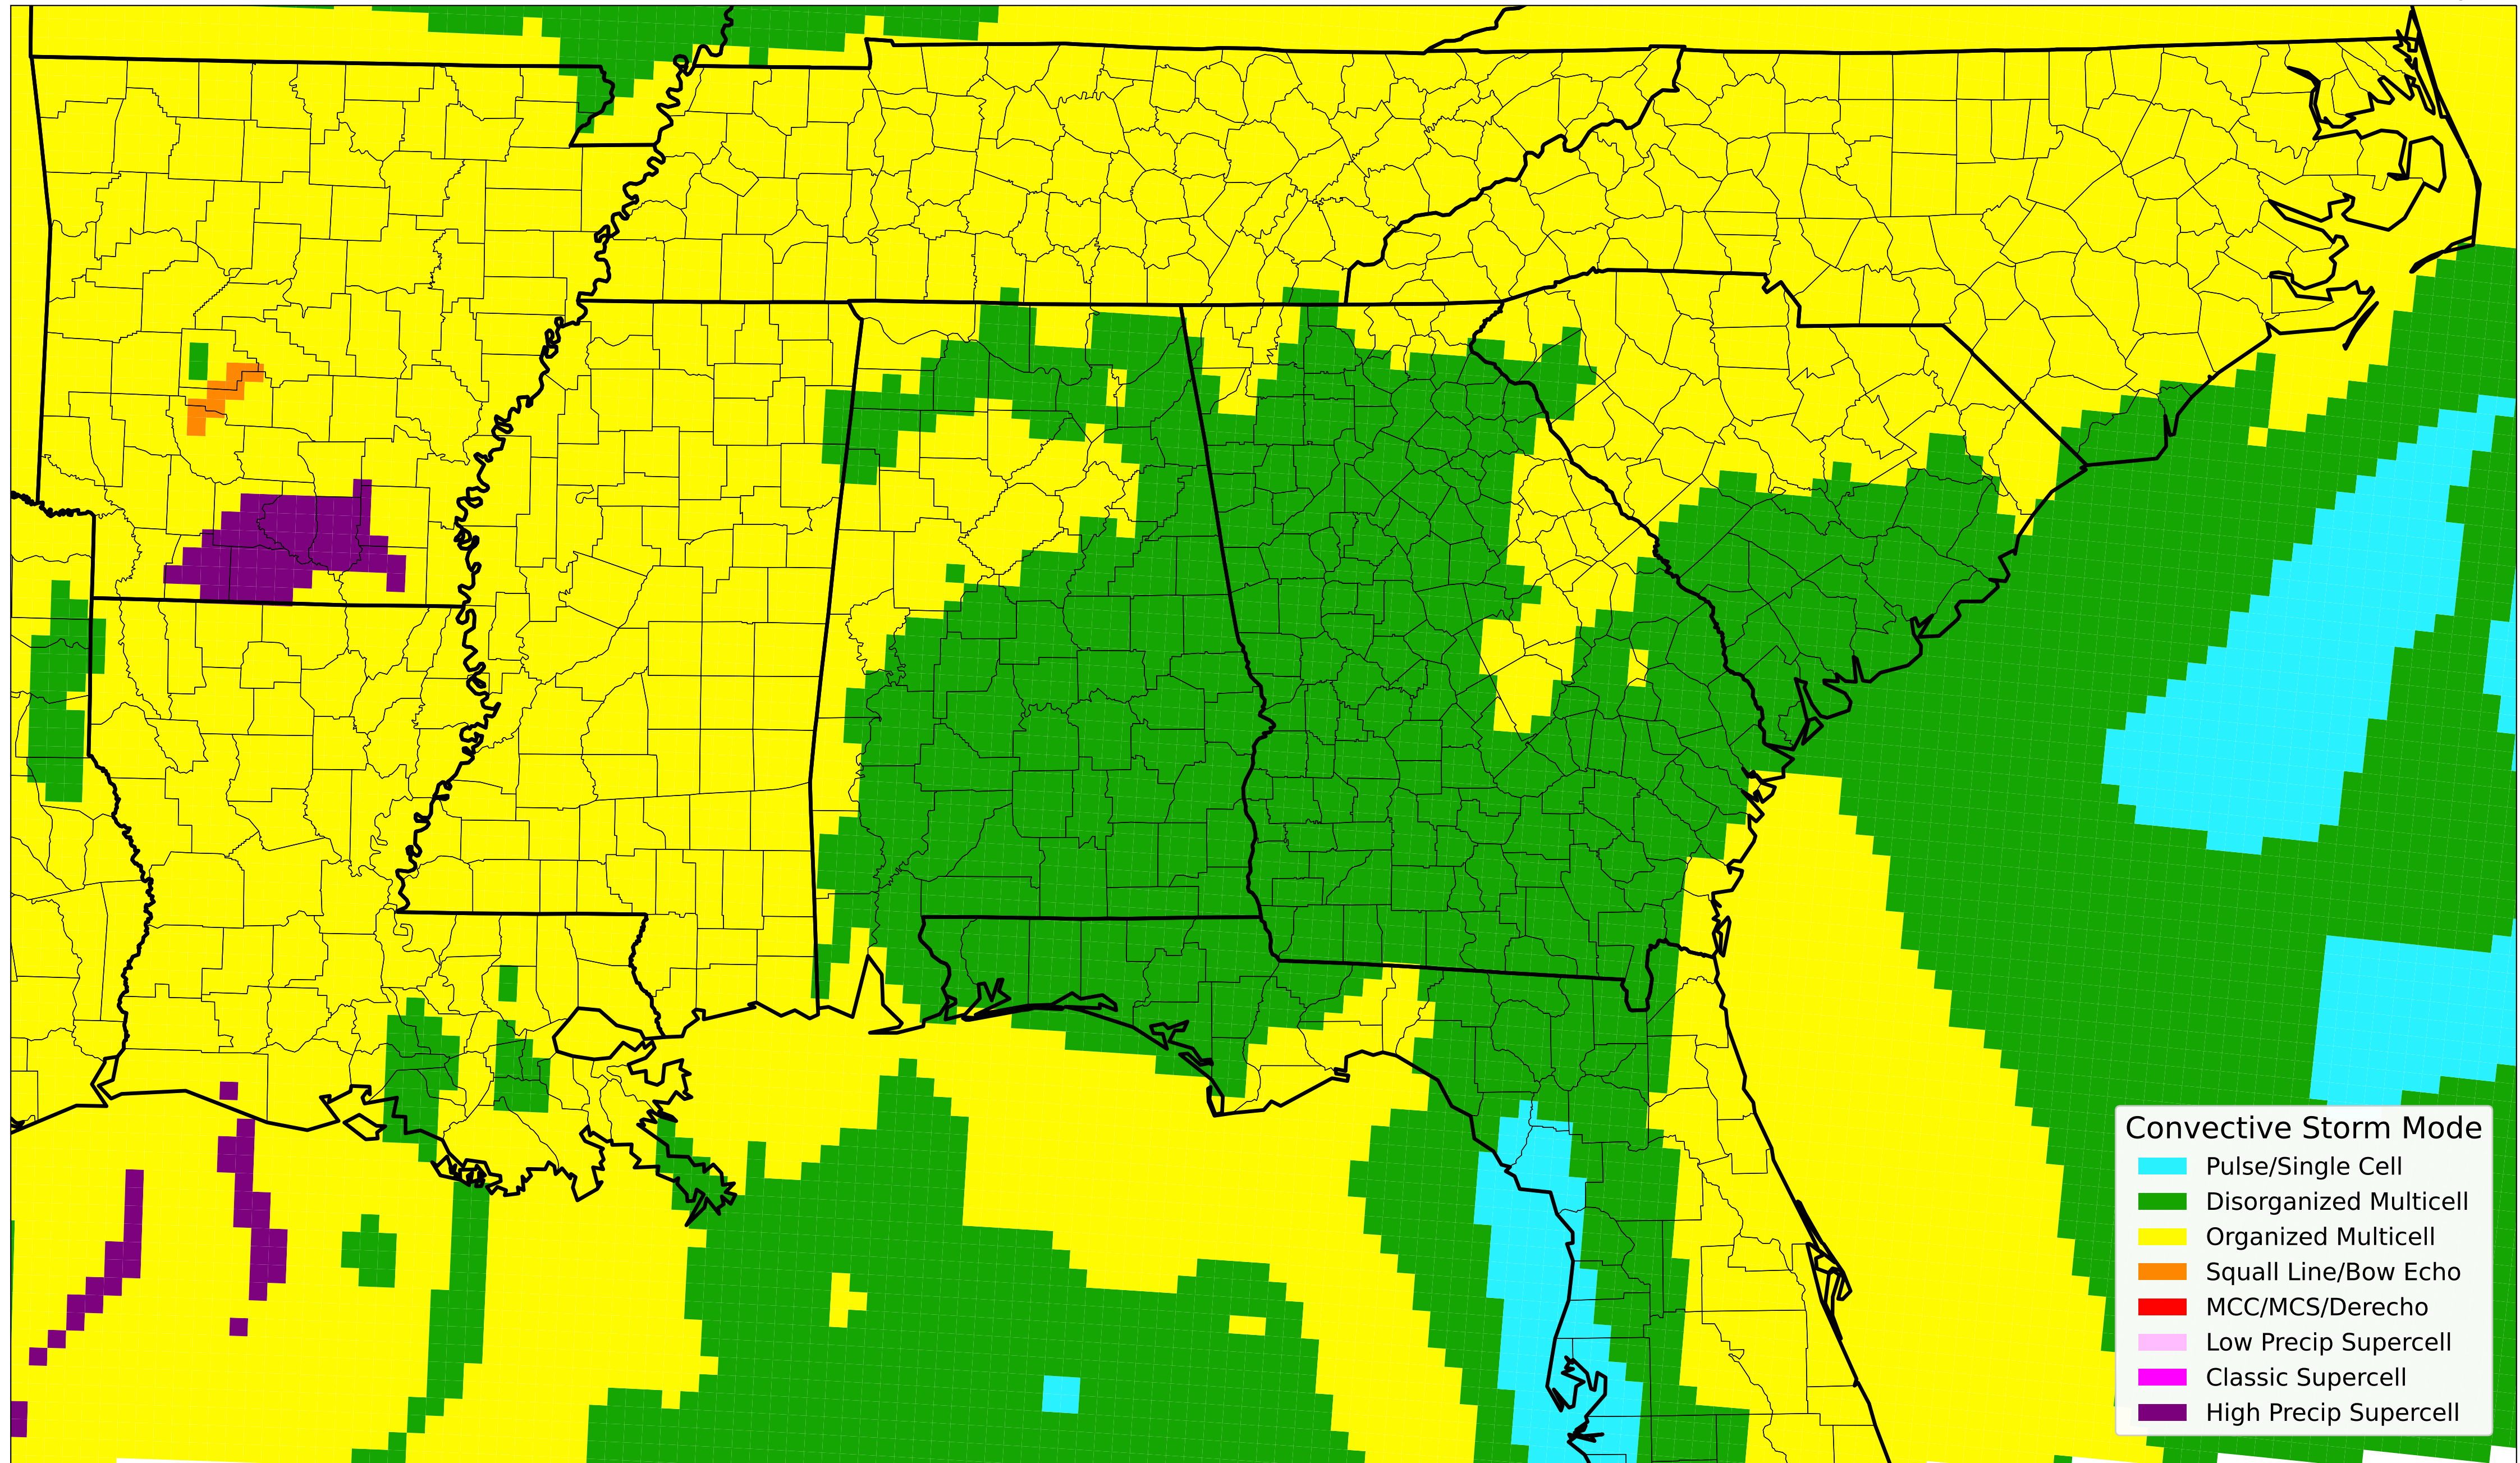 Convective Storm Mode
Pulse/Single Cell
Disorganized Multicell
Organized Multicell
Squall Line/Bow Echo
MCC/MCS/Derecho
Low Precip Supercell
Classic Supercell
High Precip Supercell